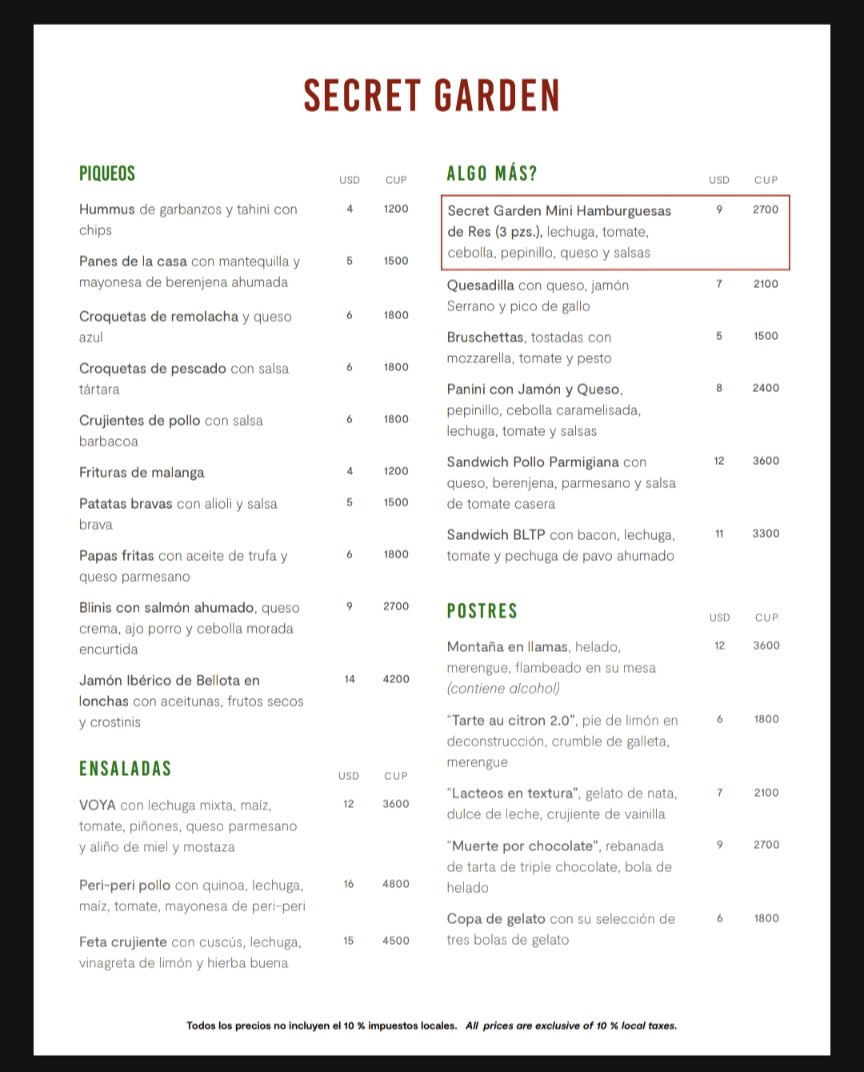 SECRET GARDEN
PIQUEOS USD CUP
Hummus de garbanzos y tahini con 4 1200
chips
Panes de la casa con mantequilla y 5 1500
mayonesa de berenjena ahumada
Croquetas de remolacha y queso 6 1800
azul
Croquetas de pescado con salsa 6 1800
tártara
Crujientes de pollo con salsa 6 1800
barbacoa
Frituras de malanga 4 1200
Patatas bravas con alioli y salsa 5 1500
brava
Papas fritas con aceite de trufa y 6 1800
queso parmesano
Blinis con salmón ahumado, queso 9 2700
crema, ajo porro y cebolla morada
encurtida
Jamón Ibérico de Bellota en 14 4200
lonchas con aceitunas, frutos secos
y crostinis
ENSALADAS USD CUP
VOYA con lechuga mixta, maíz, 12 3600
tomate, piñones, queso parmesano
y aliño de miel y mostaza
Peri-peri pollo con quinoa, lechuga, 16 4800
maíz, tomate, mayonesa de peri-peri
Feta crujiente con cuscús, lechuga, 15 4500
vinagreta de limón y hierba buena
ALGO MÁS? USD CUP
Secret Garden Mini Hamburguesas 9 2700
de Res (3 pzs.), lechuga, tomate,
cebolla, pepinillo, queso y salsas
Quesadilla con queso, jamón 7 2100
Serrano y pico de gallo
Bruschettas, tostadas con 5 1500
mozzarella, tomate y pesto
Panini con Jamón y Queso, 8 2400
pepinillo, cebolla caramelisada,
lechuga, tomate y salsas
Sandwich Pollo Parmigiana con 12 3600
queso, berenjena, parmesano y salsa
de tomate casera
Sandwich BLTP con bacon, lechuga, 11 3300
tomate y pechuga de pavo ahumado
POSTRES USD CUP
Montaña en llamas, helado, 12 3600
merengue, flambeado en su mesa
(contiene alcohol)
"Tarte au citron 2.0", pie de limón en 6 1800
deconstrucción, crumble de galleta,
merengue
"Lacteos en textura", gelato de nata, 7 2100
dulce de leche, crujiente de vainilla
"Muerte por chocolate", rebanada 9 2700
de tarta de triple chocolate, bola de
helado
Copa de gelato con su selección de 6 1800
tres bolas de gelato
Todos los precios no incluyen el 10 % impuestos locales. All prices are exclusive of 10 % local taxes.